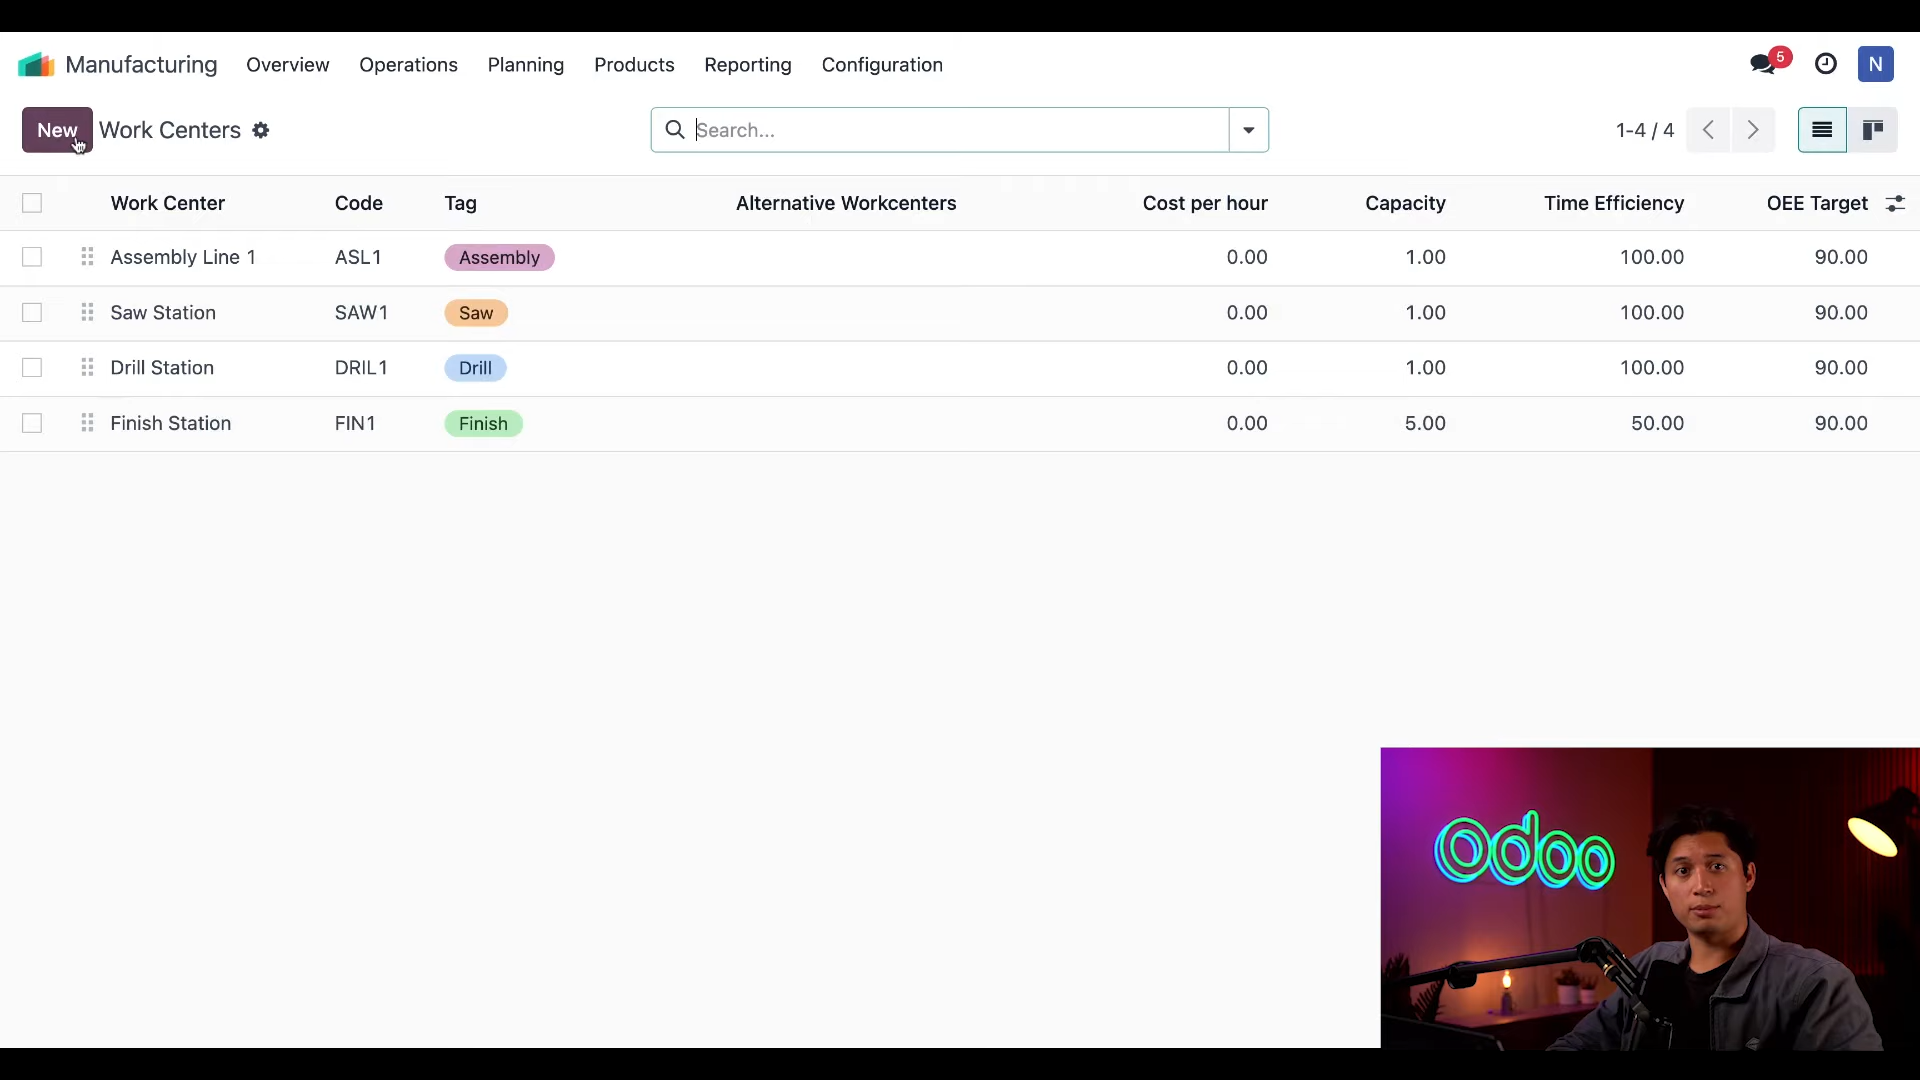 Manufacturing Overview Operations Planning Products Reporting Configuration 5 N
New Work Centers Search... 1-4 / 4
Work Center Code Tag Alternative Workcenters Cost per hour Capacity Time Efficiency OEE Target
Assembly Line 1 ASL1 Assembly 0.00 1.00 100.00 90.00
Saw Station SAW1 Saw 0.00 1.00 100.00 90.00
Drill Station DRIL1 Drill 0.00 1.00 100.00 90.00
Finish Station FIN1 Finish 0.00 5.00 50.00 90.00
odoo